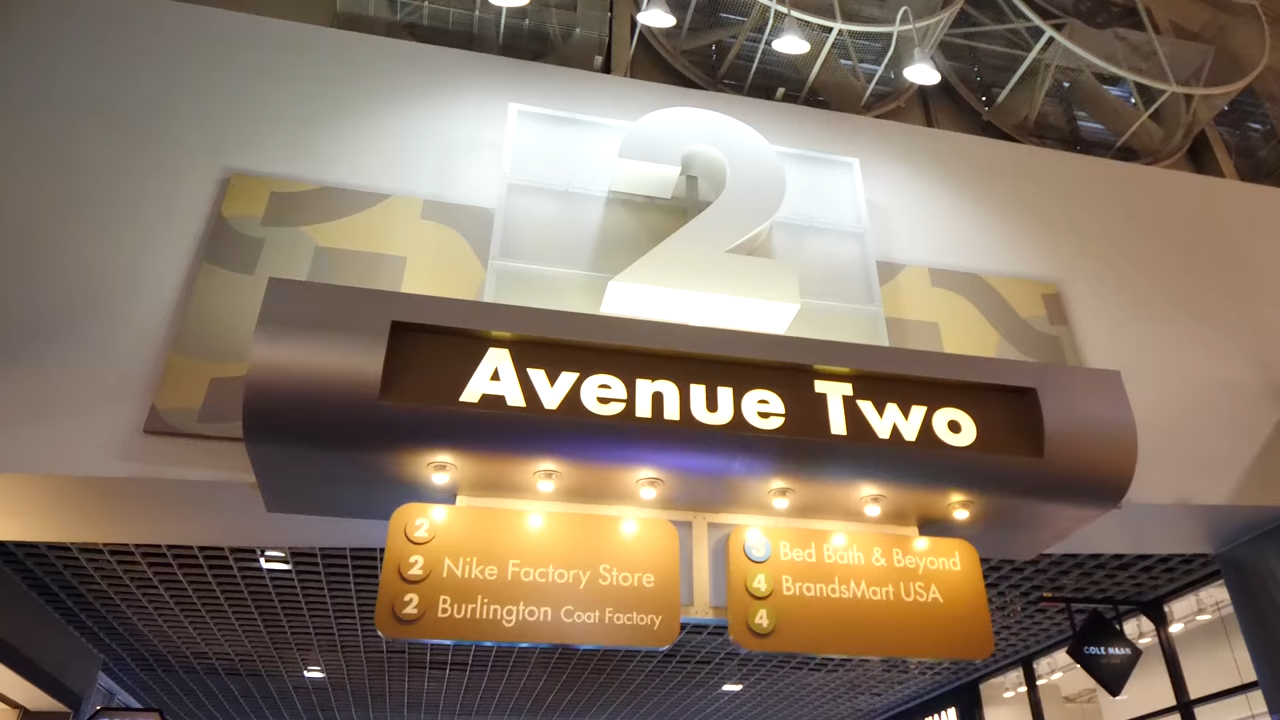 2
Avenue Two
2
2 Nike Factory Store
2 Burlington Coat Factory
3 Bed Bath & Beyond
4 BrandsMart USA
4
COLE HAAN